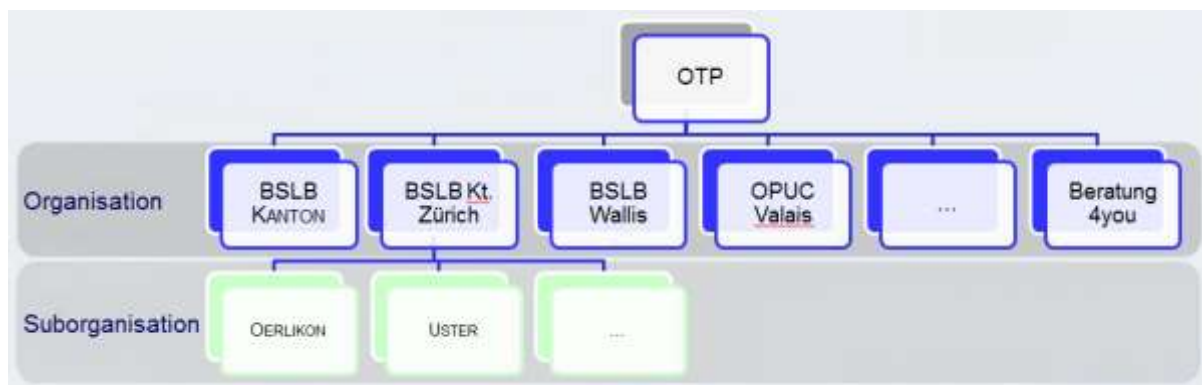 OTP
Organisation
BSLB
KANTON
BSLB Kt.
Zürich
BSLB
Wallis
OPUC
Valais
...
Beratung
4you
Suborganisation
OERLIKON
USTER
...